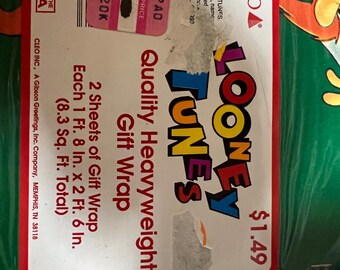 LOONEY
TUNES
$1.49
Quality Heavyweight
Gift Wrap
2 Sheets of Gift Wrap
Each 1 Ft. 8 In. x 2 Ft. 6 In.
(8.3 Sq. Ft. Total)
CLEO INC., A Gibson Greetings, Inc. Company, MEMPHIS, TN 38118